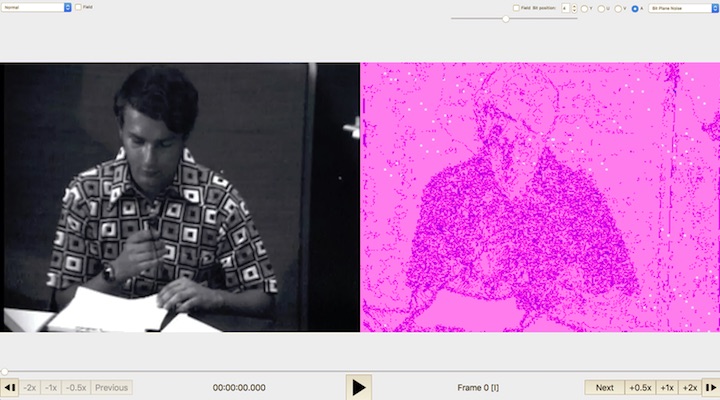 Normal
Field
Field Bit position: 4 Y U V A Bit Plane Noise
-2x -1x -0.5x Previous 00:00:00.000 Frame 0 [I] Next +0.5x +1x +2x